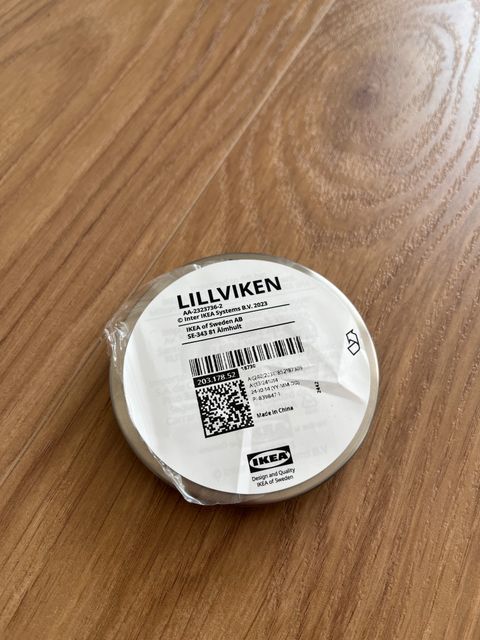 LILLVIKEN
AA-2323736-2
© Inter IKEA Systems B.V. 2023
IKEA of Sweden AB
SE-343 81 Älmhult
18730
203.178.52
Made in China
IKEA
Design and Quality
IKEA of Sweden